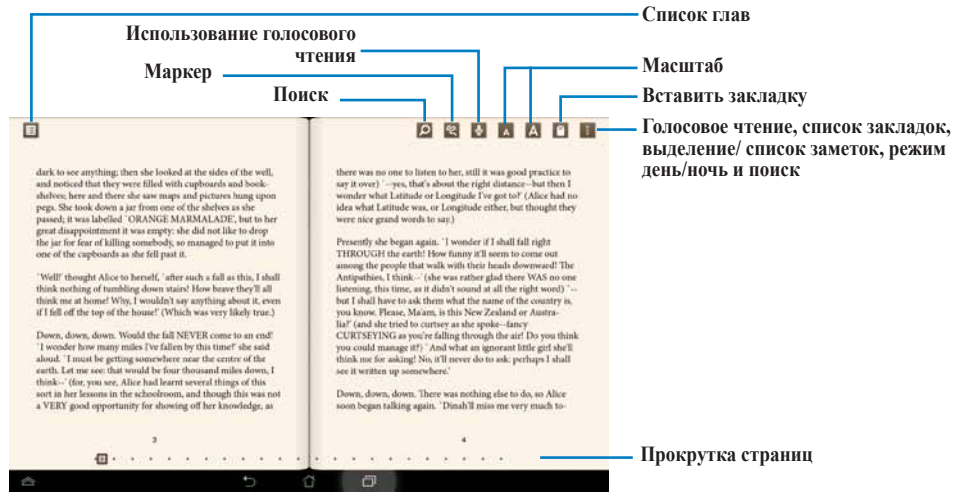 Список глав
Использование голосового
чтения
Маркер
Поиск
Масштаб
Вставить закладку
Голосовое чтение, список закладок,
выделение/ список заметок, режим
день/ночь и поиск
A
A
dark to see anything; then she looked at the sides of the well,
and noticed that they were filled with cupboards and book-
shelves; here and there she saw maps and pictures hung upon
pegs. She took down a jar from one of the shelves as she
passed; it was labelled `ORANGE MARMALADE', but to her
great disappointment it was empty: she did not like to drop
the jar for fear of killing somebody, so managed to put it into
one of the cupboards as she fell past it.
`Well!' thought Alice to herself, `after such a fall as this, I shall
think nothing of tumbling down stairs! How brave they'll all
think me at home! Why, I wouldn't say anything about it, even
if I fell off the top of the house!' (Which was very likely true.)
Down, down, down. Would the fall NEVER come to an end!
`I wonder how many miles I've fallen by this time?' she said
aloud. `I must be getting somewhere near the centre of the
earth. Let me see: that would be four thousand miles down, I
think--' (for, you see, Alice had learnt several things of this
sort in her lessons in the schoolroom, and though this was not
a VERY good opportunity for showing off her knowledge, as
3
there was no one to listen to her, still it was good practice to
say it over) `--yes, that's about the right distance--but then I
wonder what Latitude or Longitude I've got to?' (Alice had no
idea what Latitude was, or Longitude either, but thought they
were nice grand words to say.)
Presently she began again. `I wonder if I shall fall right
THROUGH the earth! How funny it'll seem to come out
among the people that walk with their heads downward! The
Antipathies, I think--' (she was rather glad there WAS no one
listening, this time, as it didn't sound at all the right word) `--
but I shall have to ask them what the name of the country is,
you know. Please, Ma'am, is this New Zealand or Austra-
lia?' (and she tried to curtsey as she spoke--fancy
CURTSEYING as you're falling through the air! Do you think
you could manage it?) `And what an ignorant little girl she'll
think me for asking! No, it'll never do to ask: perhaps I shall
see it written up somewhere.'
Down, down, down. There was nothing else to do, so Alice
soon began talking again. `Dinah'll miss me very much to-
4
Прокрутка страниц